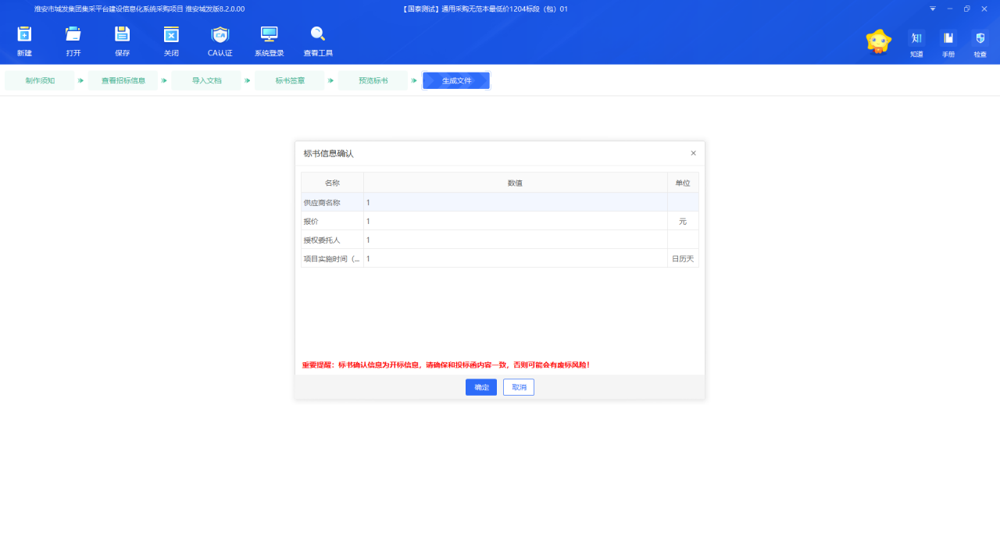 淮安市城发集团集采平台建设信息化系统采购项目 淮安城发版8.2.0.00
【国泰测试】通用采购无范本最低价1204标段（包）01
新建
打开
保存
关闭
CA
CA认证
系统登录
查看工具
知
知道
手册
检查
制作须知
查看招标信息
导入文档
标书签章
预览标书
生成文件
标书信息确认
名称 数值 单位
供应商名称 1
报价 1 元
授权委托人 1
项目实施时间（... 1 日历天
重要提醒：标书确认信息为开标信息，请确保和投标函内容一致，否则可能会有废标风险！
确定
取消